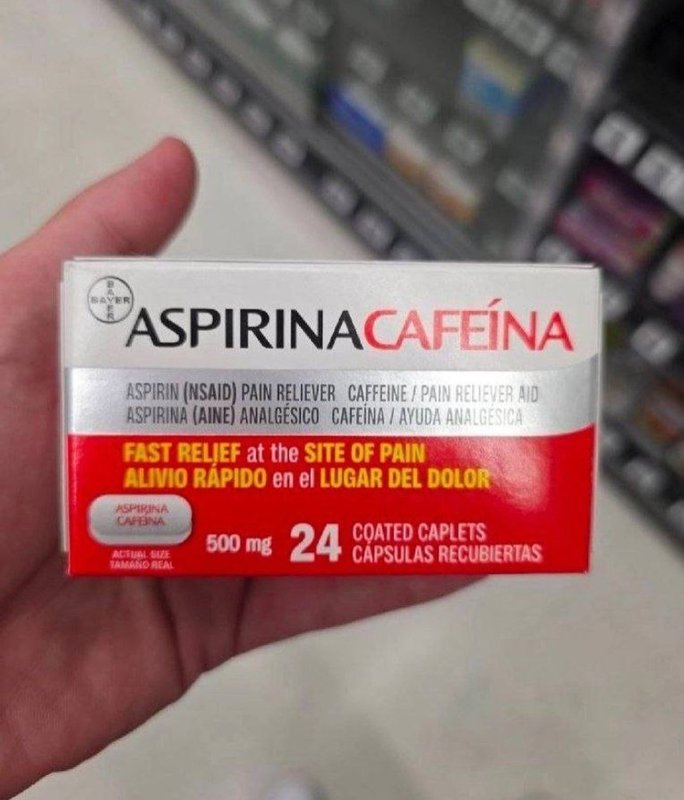 BAYER
BAYER
ASPIRINACAFEÍNA
ASPIRIN (NSAID) PAIN RELIEVER CAFFEINE / PAIN RELIEVER AID
ASPIRINA (AINE) ANALGÉSICO CAFEÍNA / AYUDA ANALGÉSICA
FAST RELIEF at the SITE OF PAIN
ALIVIO RÁPIDO en el LUGAR DEL DOLOR
ASPIRINA
CAFEÍNA
ACTUAL SIZE
TAMAÑO REAL
500 mg 24 COATED CAPLETS
CÁPSULAS RECUBIERTAS